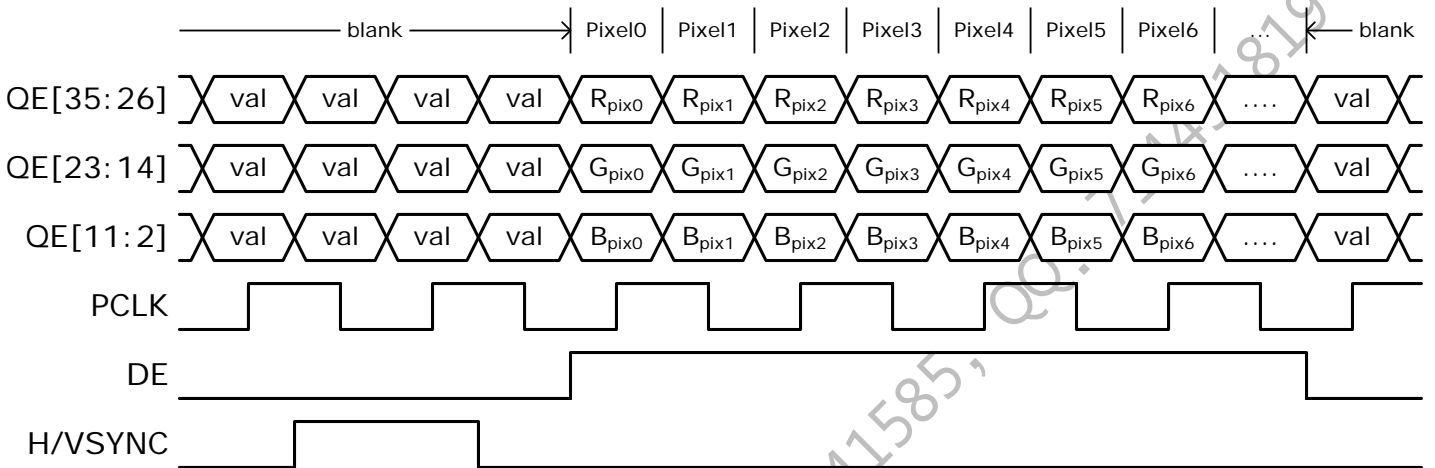 blank Pixel0 Pixel1 Pixel2 Pixel3 Pixel4 Pixel5 Pixel6 ... blank
QE[35:26] val val val val Rpix0 Rpix1 Rpix2 Rpix3 Rpix4 Rpix5 Rpix6 .... val
QE[23:14] val val val val Gpix0 Gpix1 Gpix2 Gpix3 Gpix4 Gpix5 Gpix6 .... val
QE[11:2] val val val val Bpix0 Bpix1 Bpix2 Bpix3 Bpix4 Bpix5 Bpix6 .... val
PCLK
DE
H/VSYNC